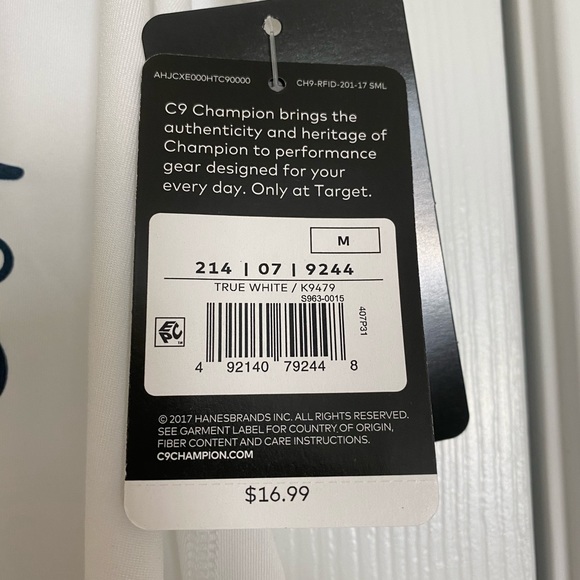 AHJCXE000HTC90000 CH9-RFID-201-17 SML
C9 Champion brings the
authenticity and heritage of
Champion to performance
gear designed for your
every day. Only at Target.
M
214 | 07 | 9244
TRUE WHITE / K9479
S963-0015
407P31
EPC™
4 92140 79244 8
© 2017 HANESBRANDS INC. ALL RIGHTS RESERVED.
SEE GARMENT LABEL FOR COUNTRY OF ORIGIN,
FIBER CONTENT AND CARE INSTRUCTIONS.
C9CHAMPION.COM
$16.99